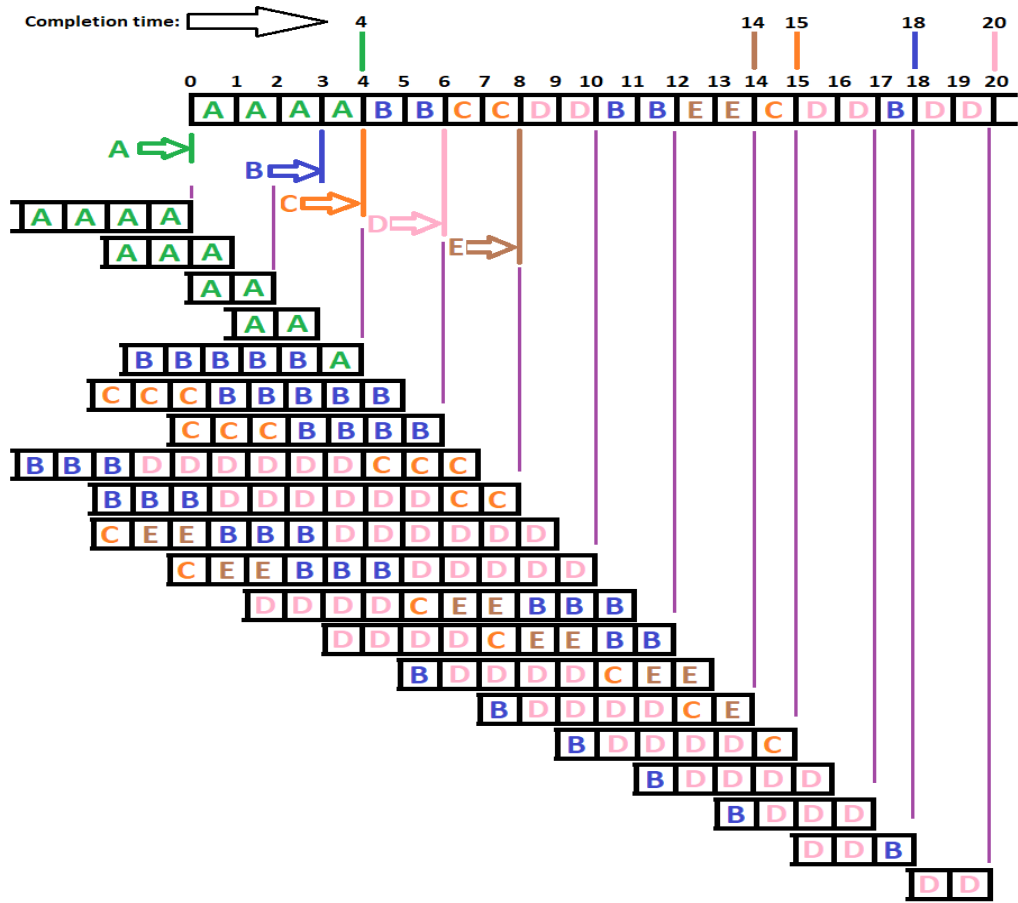 Completion time: 4 14 15 18 20
0 1 2 3 4 5 6 7 8 9 10 11 12 13 14 15 16 17 18 19 20
A A A A B B C C D D B B E E C D D B D D
A
B
C
D
E
A A A A
A A A
A A
A A
B B B B B A
C C C B B B B B
C C C B B B B
B B B D D D D D D C C C
B B B D D D D D D C C
C E E B B B D D D D D D
C E E B B B D D D D D
D D D D C E E B B B
D D D D C E E B B
B D D D D C E E
B D D D D C E
B D D D D C
B D D D D
B D D D
D D B
D D